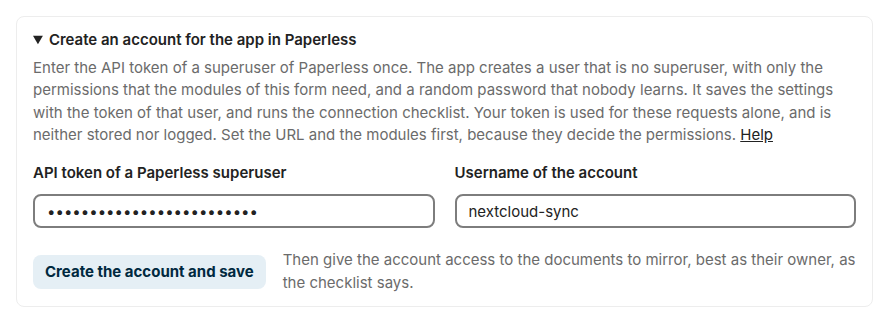 ▼ Create an account for the app in Paperless
Enter the API token of a superuser of Paperless once. The app creates a user that is no superuser, with only the
permissions that the modules of this form need, and a random password that nobody learns. It saves the settings
with the token of that user, and runs the connection checklist. Your token is used for these requests alone, and is
neither stored nor logged. Set the URL and the modules first, because they decide the permissions. Help
API token of a Paperless superuser
•••••••••••••••••••••••••
Username of the account
nextcloud-sync
Create the account and save
Then give the account access to the documents to mirror, best as their owner, as
the checklist says.